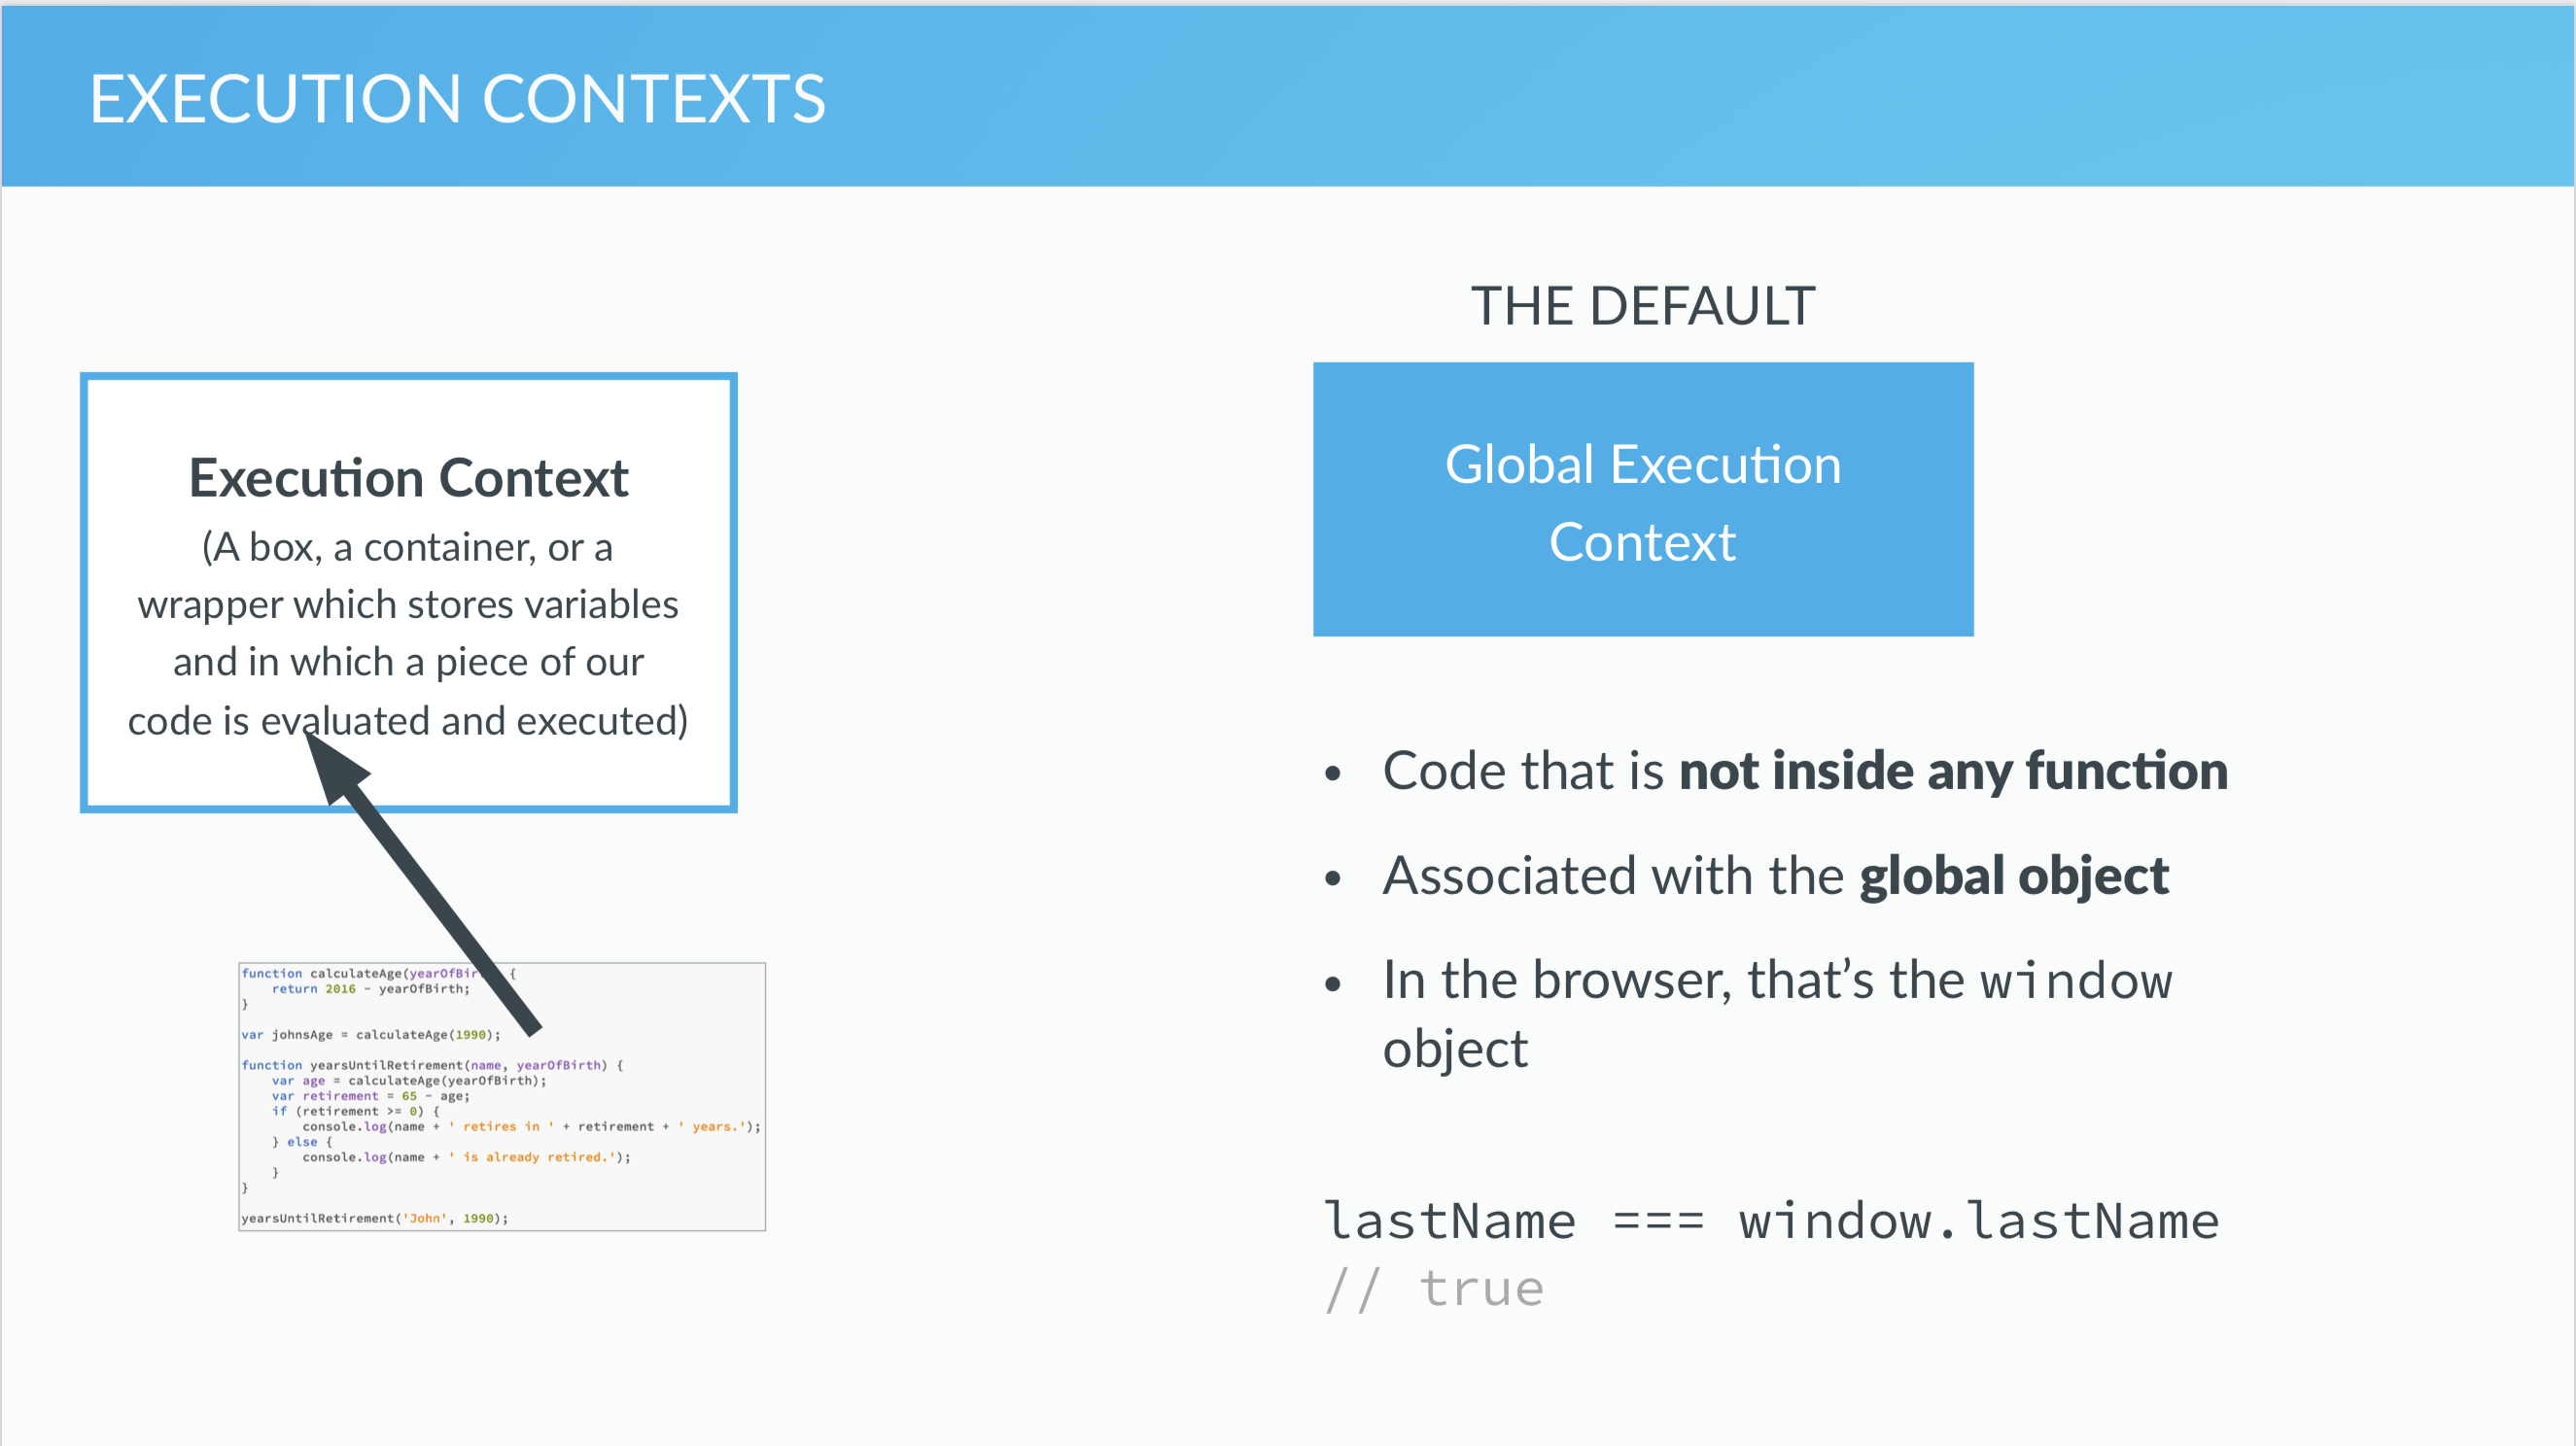 EXECUTION CONTEXTS
Execution Context
(A box, a container, or a
wrapper which stores variables
and in which a piece of our
code is evaluated and executed)
function calculateAge(yearOfBir {
    return 2016 - yearOfBirth;
}
var johnsAge = calculateAge(1990);
function yearsUntilRetirement(name, yearOfBirth) {
    var age = calculateAge(yearOfBirth);
    var retirement = 65 - age;
    if (retirement >= 0) {
        console.log(name + ' retires in ' + retirement + ' years.');
    } else {
        console.log(name + ' is already retired.');
    }
}
yearsUntilRetirement('John', 1990);
THE DEFAULT
Global Execution
Context
• Code that is not inside any function
• Associated with the global object
• In the browser, that’s the window
object
lastName === window.lastName
// true